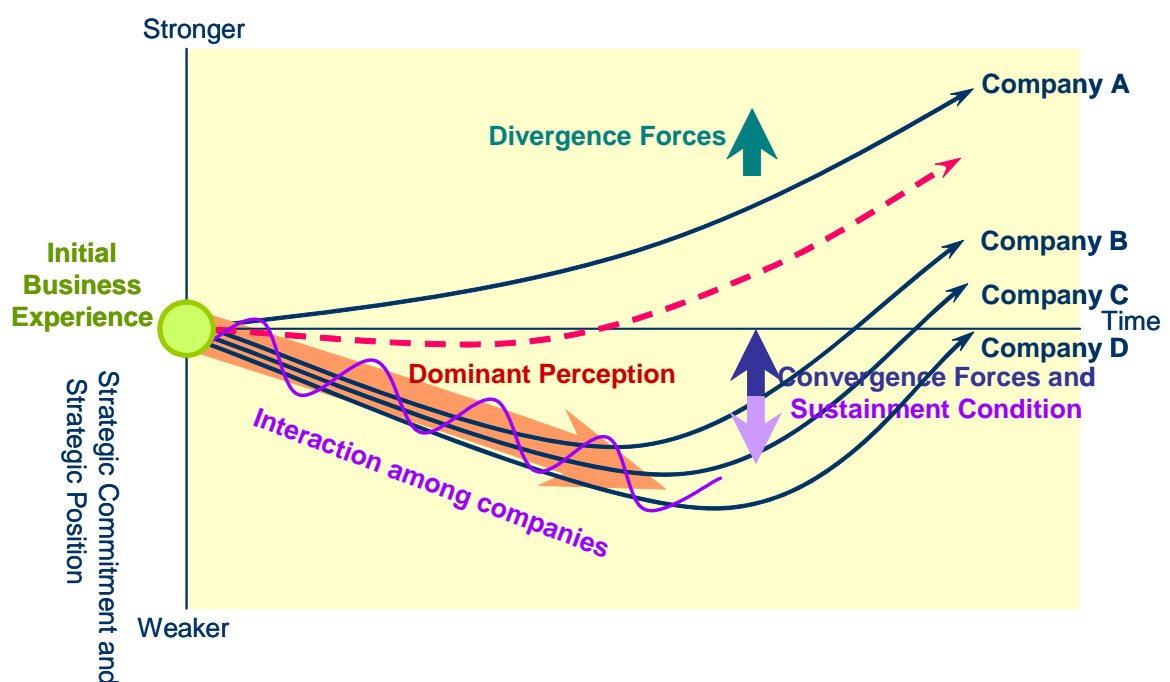 Stronger
Company A
Divergence Forces
Company B
Initial
Business
Experience
Company C
Time
Company D
Dominant Perception
Convergence Forces and
Sustainment Condition
Interaction among companies
Strategic Commitment and
Strategic Position
Weaker